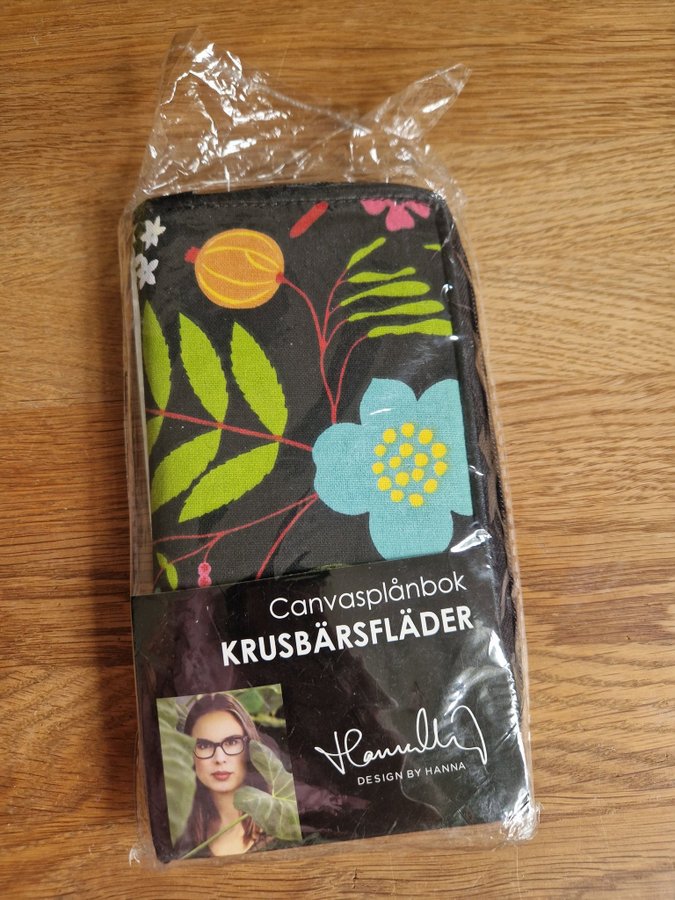 Canvasplånbok
KRUSBÄRSFLÄDER
DESIGN BY HANNA